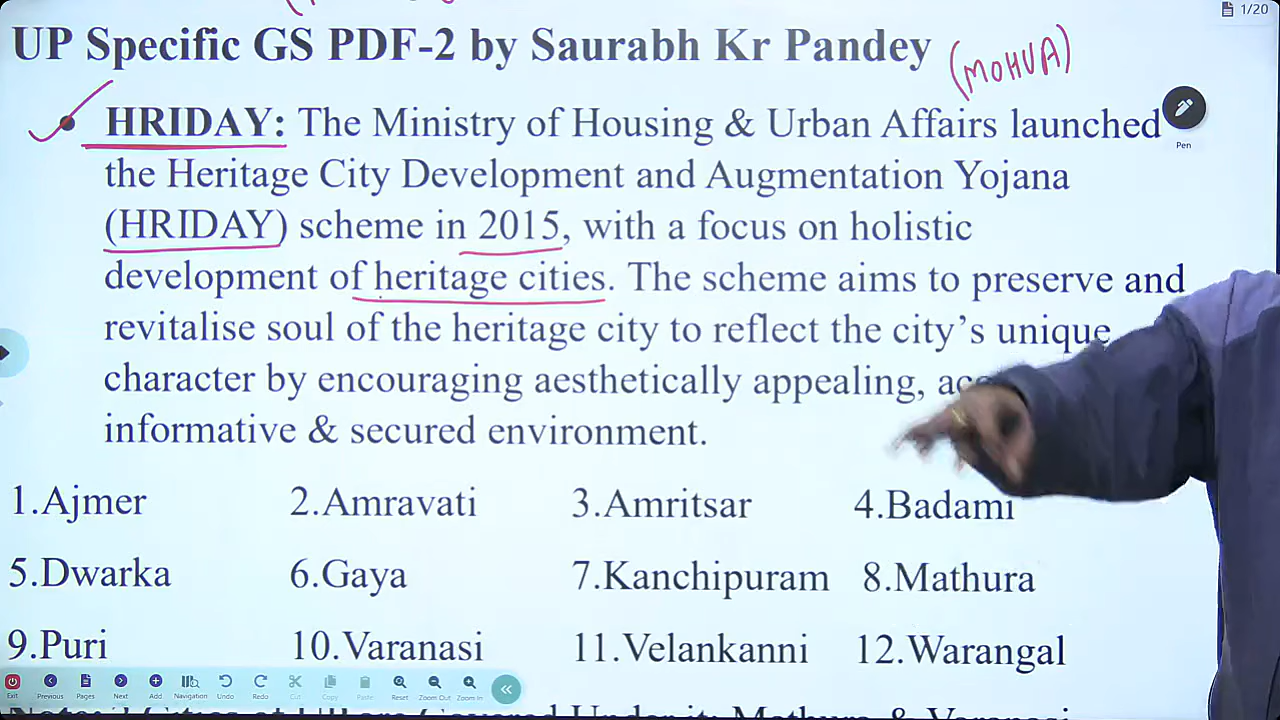 1/20
UP Specific GS PDF-2 by Saurabh Kr Pandey (MOHUA)
• HRIDAY: The Ministry of Housing & Urban Affairs launched
Pen
the Heritage City Development and Augmentation Yojana
(HRIDAY) scheme in 2015, with a focus on holistic
development of heritage cities. The scheme aims to preserve and
revitalise soul of the heritage city to reflect the city's unique
character by encouraging aesthetically appealing,
informative & secured environment.
1.Ajmer 2.Amravati 3.Amritsar 4.Badami
5.Dwarka 6.Gaya 7.Kanchipuram 8.Mathura
9.Puri 10.Varanasi 11.Velankanni 12.Warangal
Exit Previous Pages Next Add Navigation Undo Redo Cut Copy Paste Reset Zoom Out Zoom In